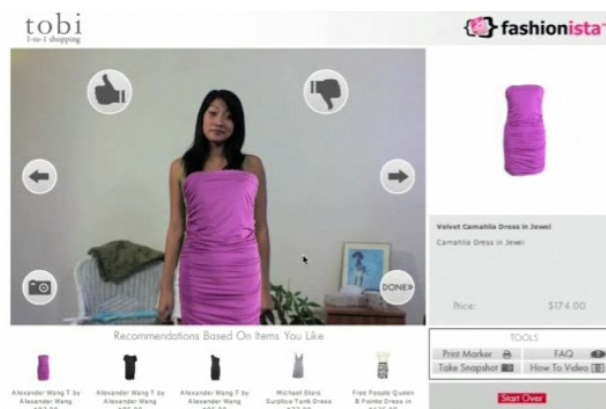 tobi
1-to-1 shopping
fashionista
DONE
Velvet Camahlia Dress in Jewel
Camahlia Dress in Jewel
Price: $174.00
Recommendations Based On Items You Like
TOOLS
Print Marker
FAQ
Take Snapshot
How To Video
Start Over
Alexander Wang T by
Alexander Wang
Alexander Wang T by
Alexander Wang
Alexander Wang T by
Alexander Wang
Michael Stars
Surplice Tank Dress
Free People Queen
B Pointe Dress in